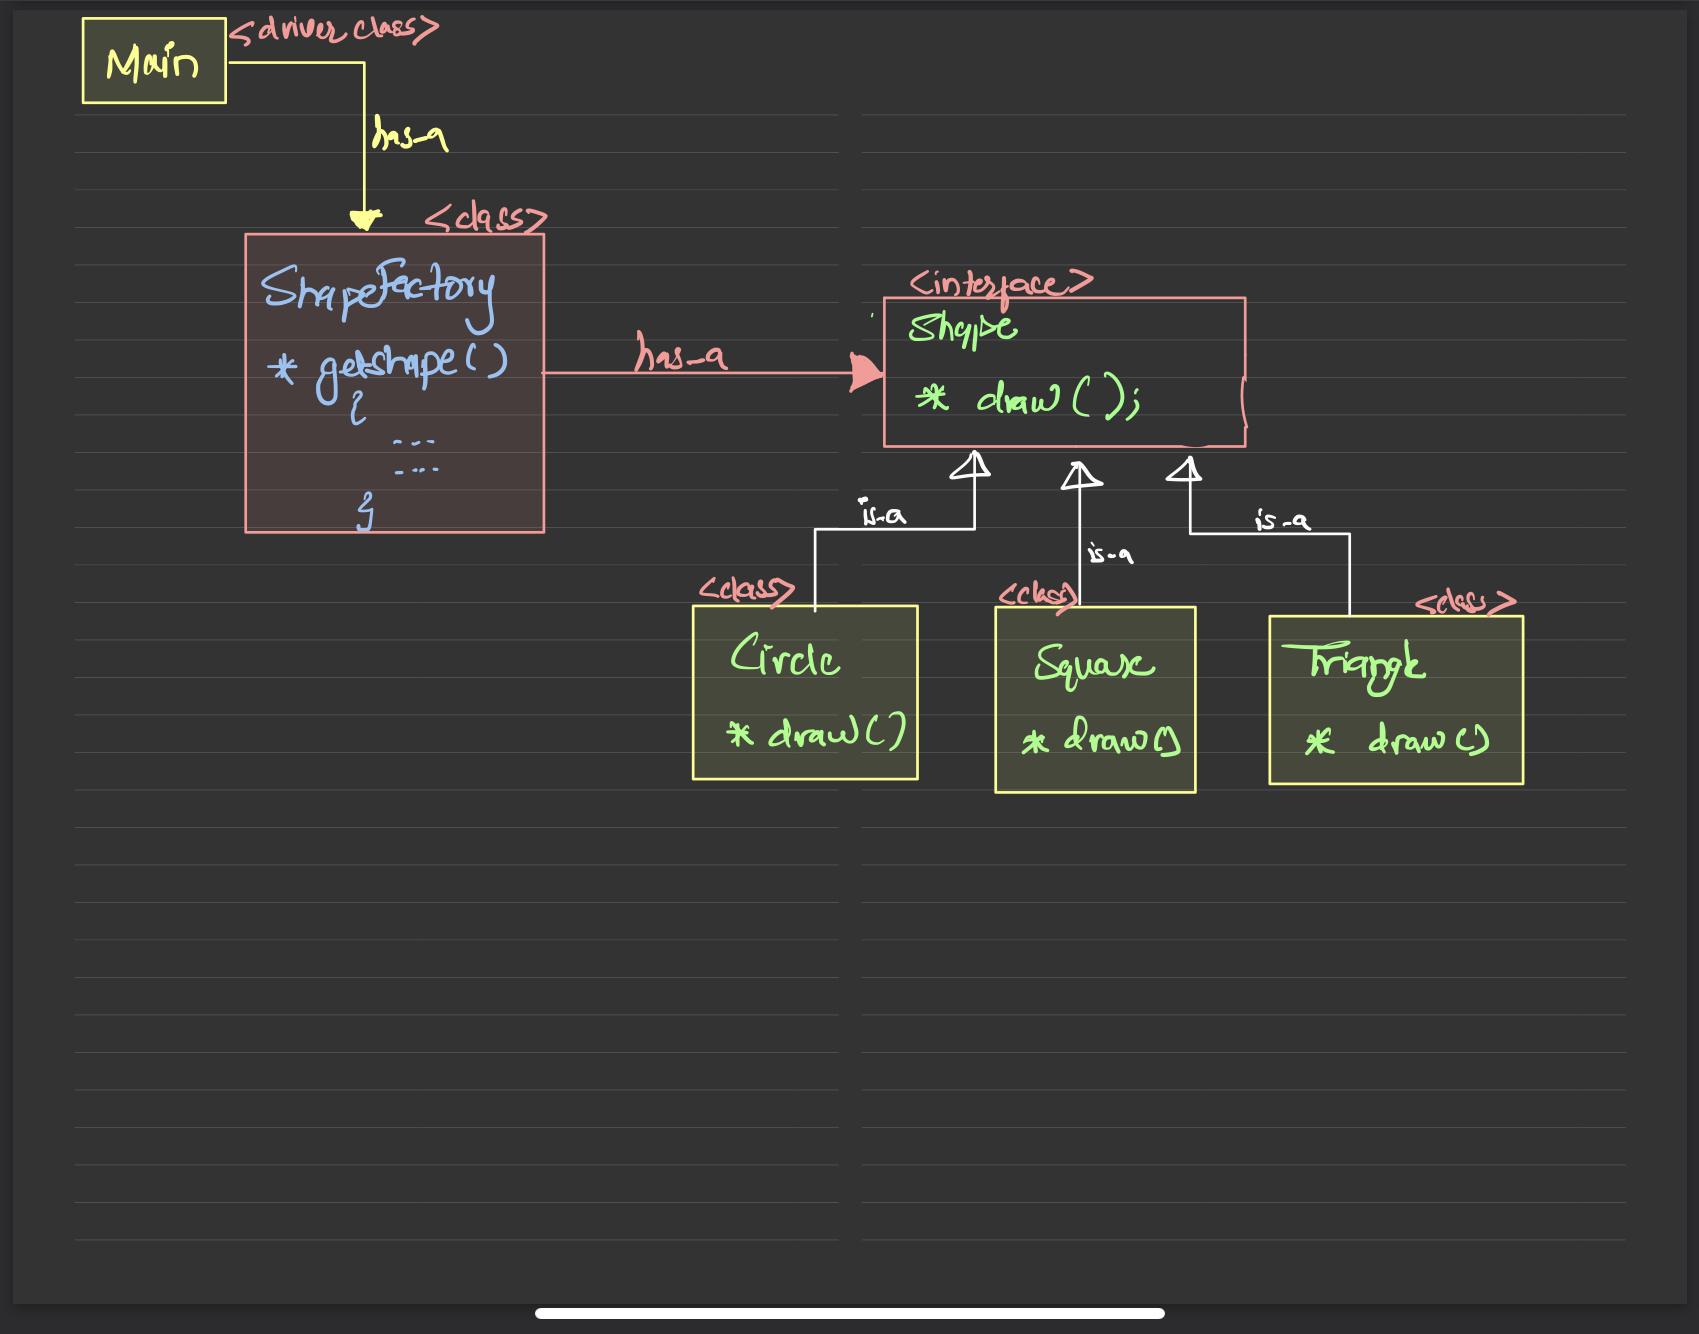 Main
<driver class>
has-a
<class>
ShapeFactory
* getshape()
{
---
----
}
has-a
<interface>
Shape
* draw();
is-a
is-a
is-a
<class>
Circle
* draw()
<class>
Square
* draw()
<class>
Triangle
* draw()